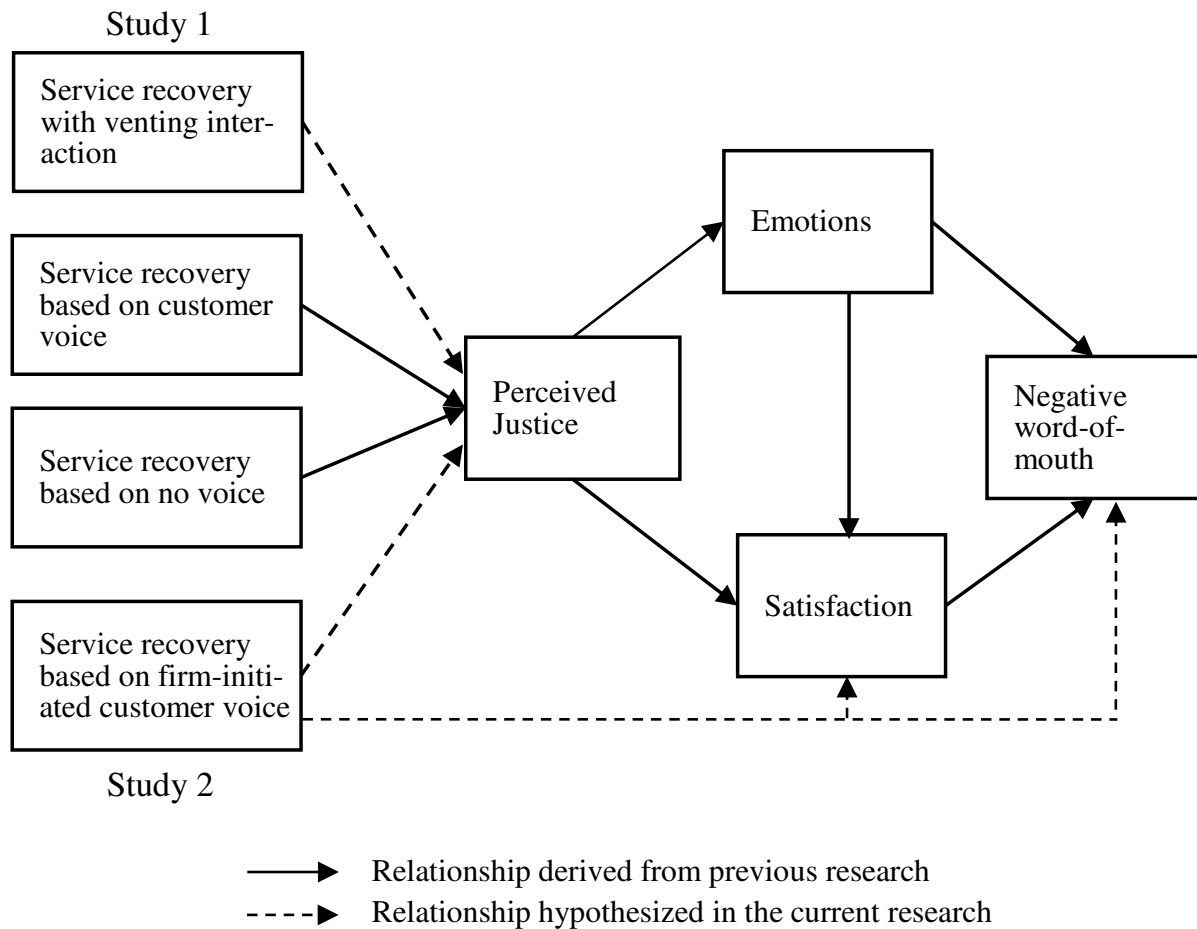 Study 1
Service recovery
with venting inter-
action
Service recovery
based on customer
voice
Service recovery
based on no voice
Service recovery
based on firm-initi-
ated customer voice
Study 2
Perceived
Justice
Emotions
Satisfaction
Negative
word-of-
mouth
Relationship derived from previous research
Relationship hypothesized in the current research